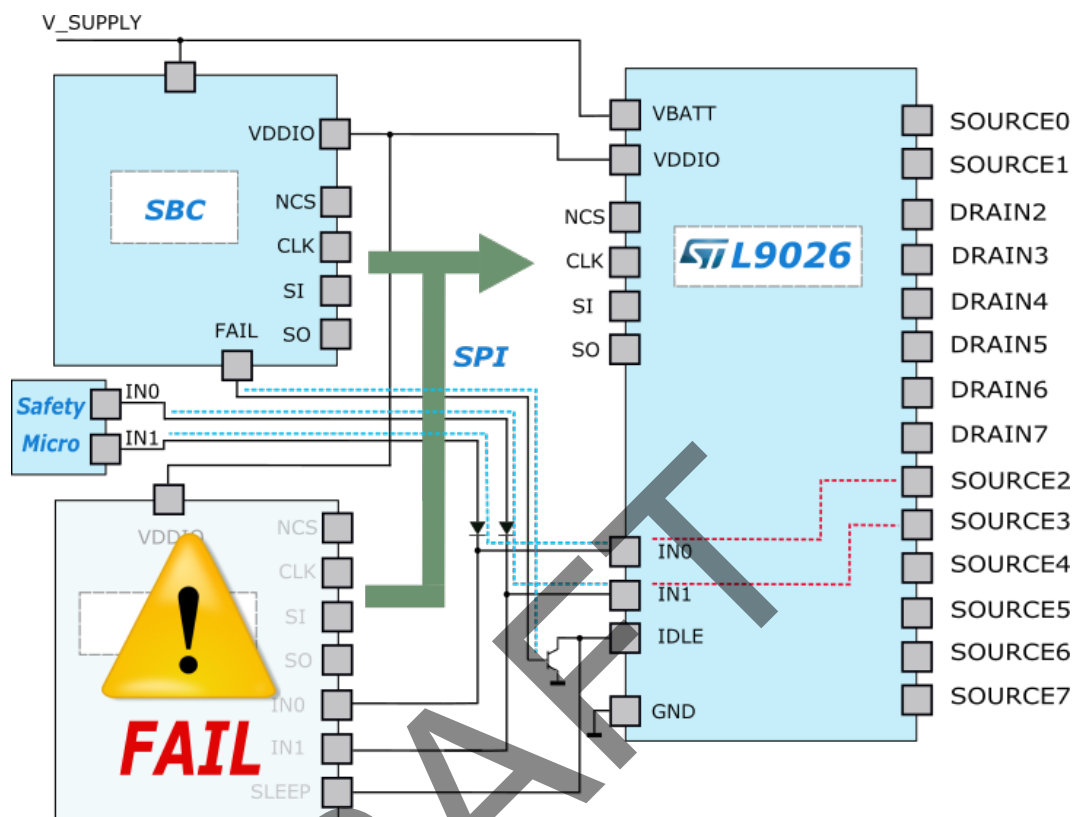 V_SUPPLY
VDDIO
SBC
NCS
CLK
SI
SO
FAIL
SPI
Safety
Micro
IN0
IN1
VDDIO
NCS
CLK
SI
SO
IN0
IN1
SLEEP
!
FAIL
VBATT
VDDIO
NCS
CLK
SI
SO
ST L9026
IN0
IN1
IDLE
GND
SOURCE0
SOURCE1
DRAIN2
DRAIN3
DRAIN4
DRAIN5
DRAIN6
DRAIN7
SOURCE2
SOURCE3
SOURCE4
SOURCE5
SOURCE6
SOURCE7